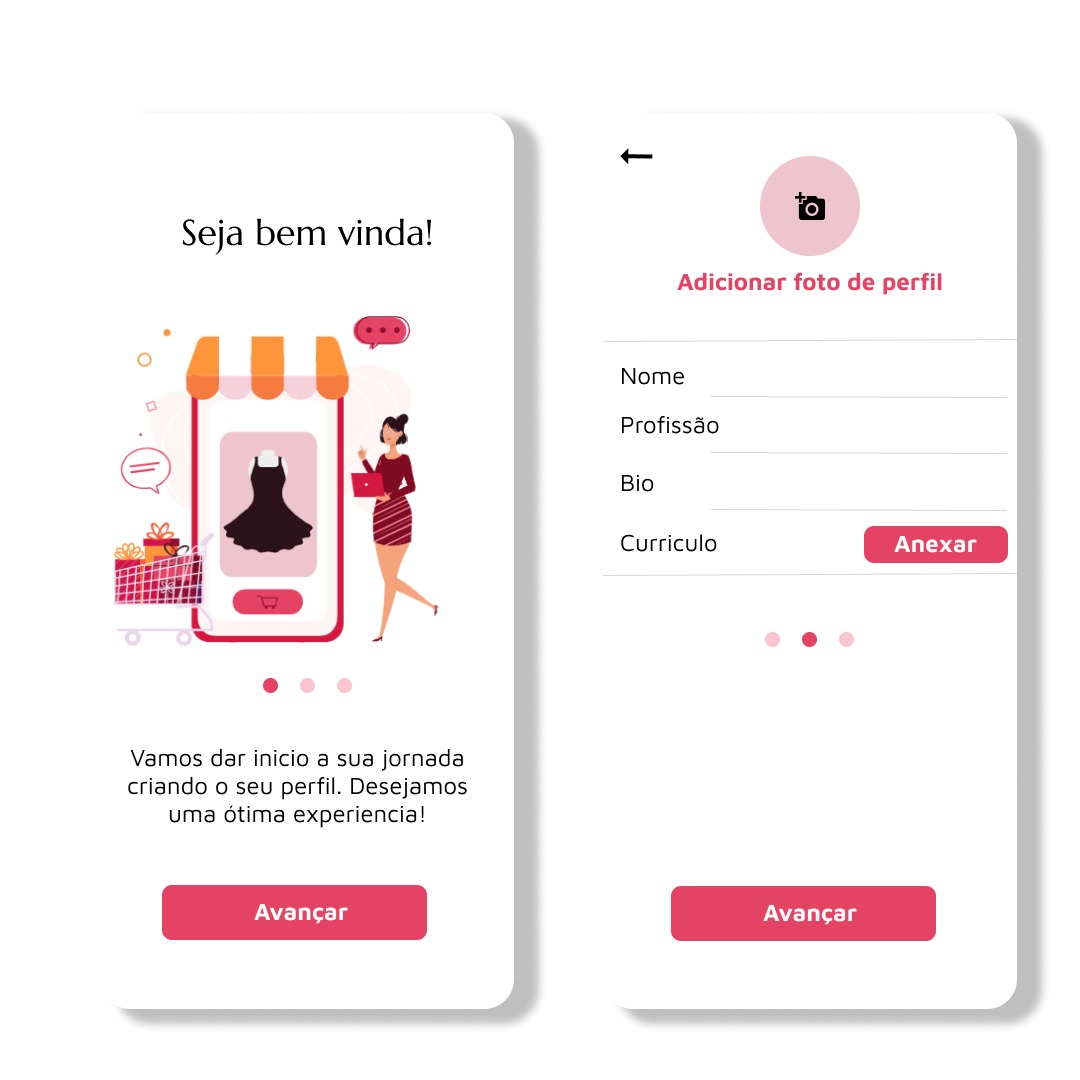 Seja bem vinda!
Vamos dar inicio a sua jornada
criando o seu perfil. Desejamos
uma ótima experiencia!
Avançar
Adicionar foto de perfil
Nome
Profissão
Bio
Curriculo
Anexar
Avançar